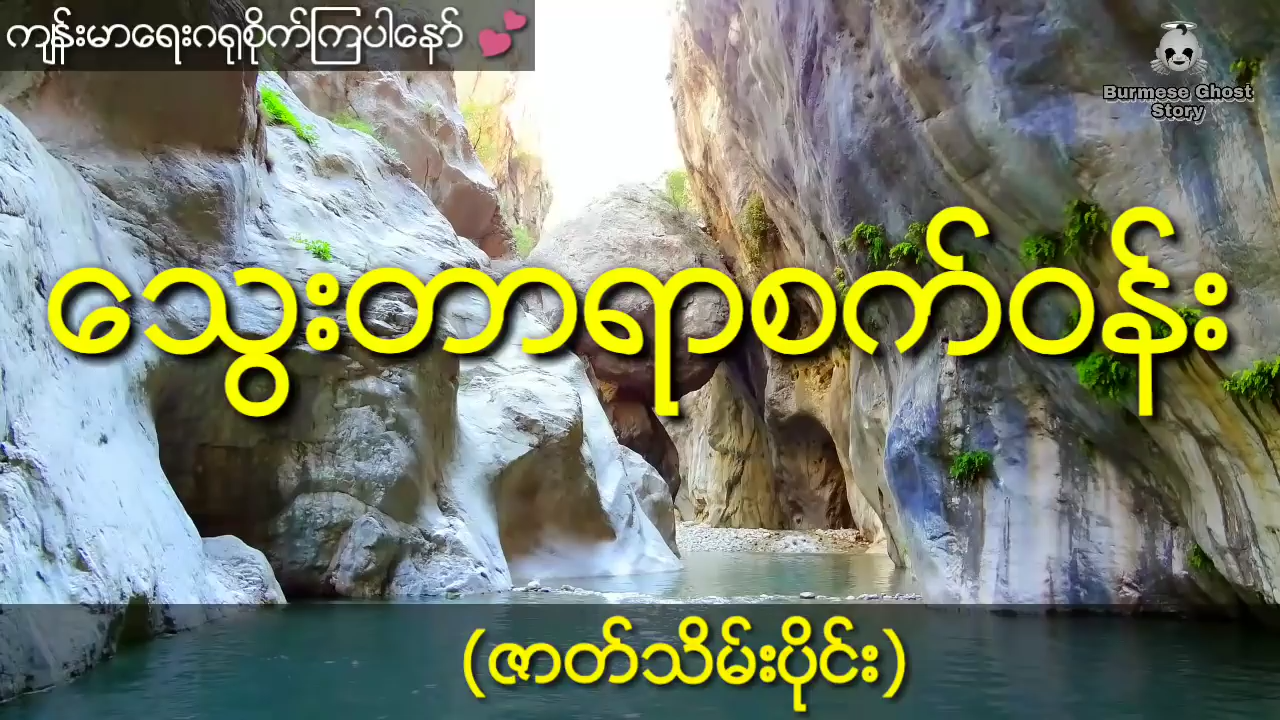 ကျန်းမာရေးဂရုစိုက်ကြပါနော် 💕
Burmese Ghost
Story
သွေးတာရာစက်ဝန်း
(ဇာတ်သိမ်းပိုင်း)